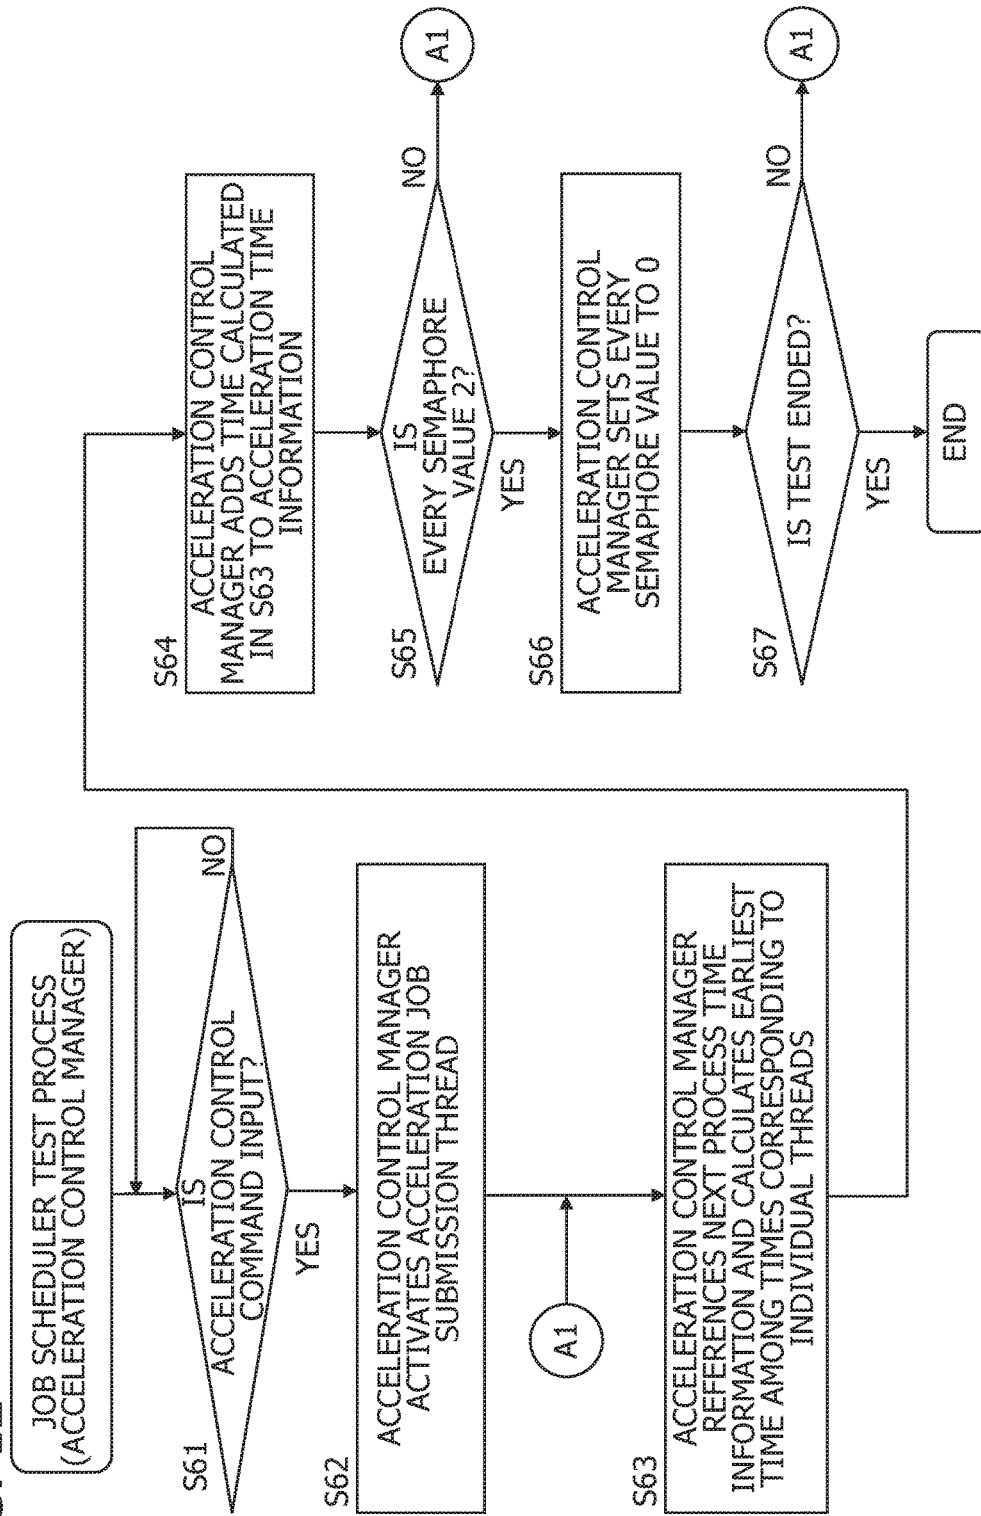 JOB SCHEDULER TEST PROCESS
(ACCELERATION CONTROL MANAGER)
S61
IS
ACCELERATION CONTROL
COMMAND INPUT?
NO
YES
S62
ACCELERATION CONTROL MANAGER
ACTIVATES ACCELERATION JOB
SUBMISSION THREAD
A1
S63
ACCELERATION CONTROL MANAGER
REFERENCES NEXT PROCESS TIME
INFORMATION AND CALCULATES EARLIEST
TIME AMONG TIMES CORRESPONDING TO
INDIVIDUAL THREADS
S64
ACCELERATION CONTROL
MANAGER ADDS TIME CALCULATED
IN S63 TO ACCELERATION TIME
INFORMATION
S65
IS
EVERY SEMAPHORE
VALUE 2?
NO
A1
YES
S66
ACCELERATION CONTROL
MANAGER SETS EVERY
SEMAPHORE VALUE TO 0
S67
IS TEST ENDED?
NO
A1
YES
END